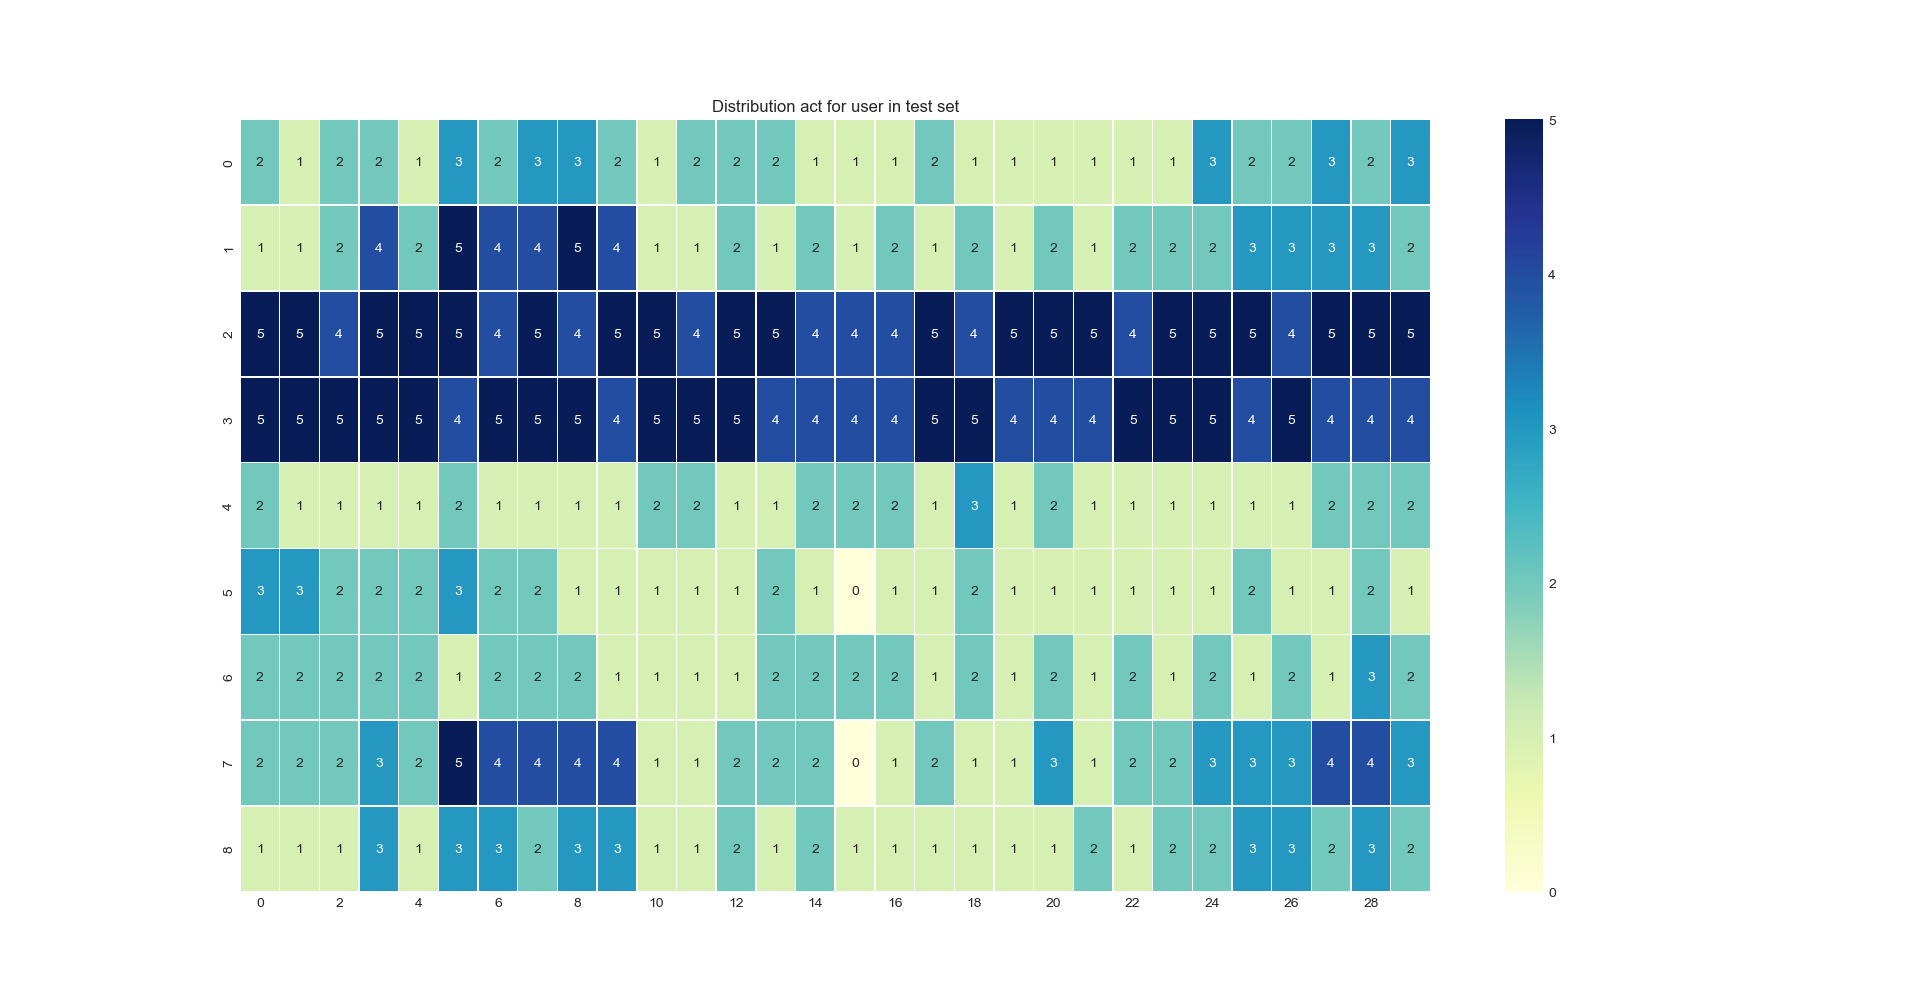 Distribution act for user in test set
0 2 1 2 2 1 3 2 3 3 2 1 2 2 2 1 1 1 2 1 1 1 1 1 1 3 2 2 3 2 3
1 1 1 2 4 2 5 4 4 5 4 1 1 2 1 2 1 2 1 2 1 2 1 2 2 2 3 3 3 3 2
2 5 5 4 5 5 5 4 5 4 5 5 4 5 5 4 4 4 5 4 5 5 5 4 5 5 5 4 5 5 5
3 5 5 5 5 5 4 5 5 5 4 5 5 5 4 4 4 4 5 5 4 4 4 5 5 5 4 5 4 4 4
4 2 1 1 1 1 2 1 1 1 1 2 2 1 1 2 2 2 1 3 1 2 1 1 1 1 1 1 2 2 2
5 3 3 2 2 2 3 2 2 1 1 1 1 1 2 1 0 1 1 2 1 1 1 1 1 1 2 1 1 2 1
6 2 2 2 2 2 1 2 2 2 1 1 1 1 2 2 2 2 1 2 1 2 1 2 1 2 1 2 1 3 2
7 2 2 2 3 2 5 4 4 4 4 1 1 2 2 2 0 1 2 1 1 3 1 2 2 3 3 3 4 4 3
8 1 1 1 3 1 3 3 2 3 3 1 1 2 1 2 1 1 1 1 1 1 2 1 2 2 3 3 2 3 2
0 2 4 6 8 10 12 14 16 18 20 22 24 26 28
5
4
3
2
1
0